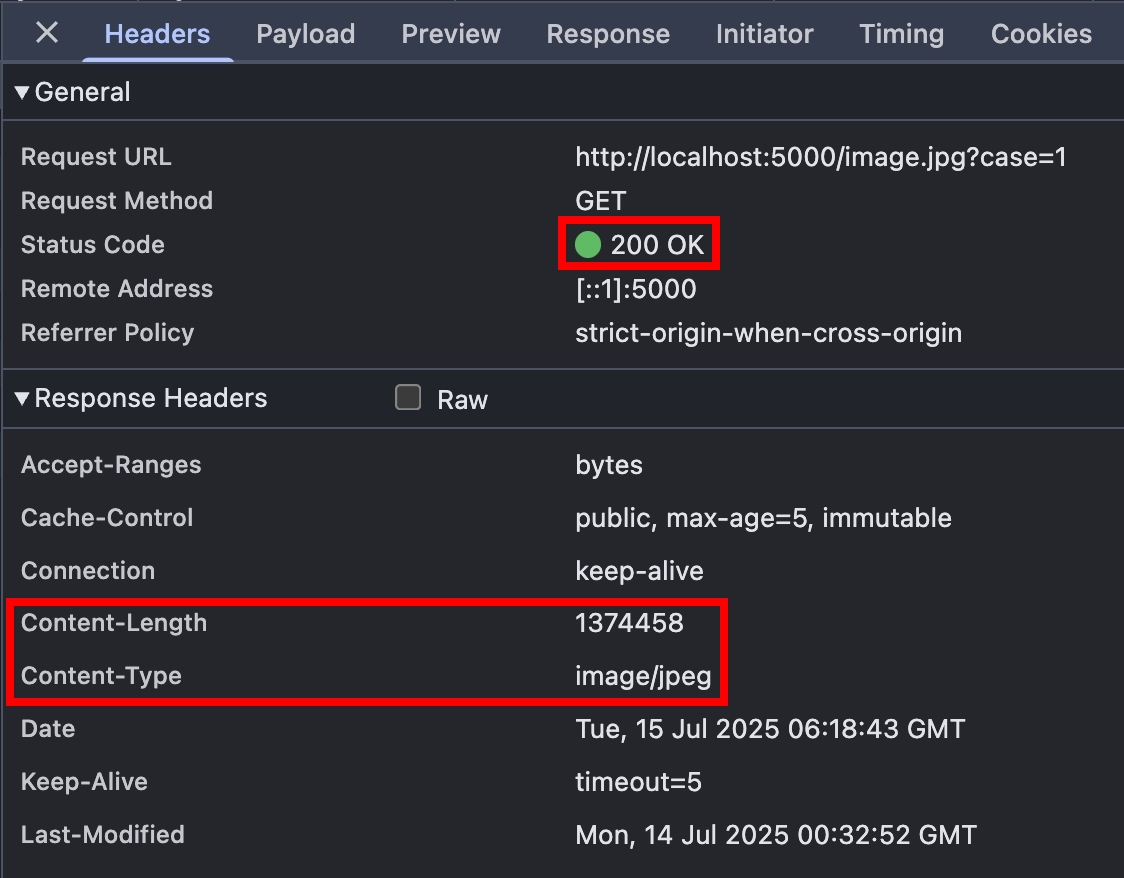 Headers Payload Preview Response Initiator Timing Cookies
General
Request URL http://localhost:5000/image.jpg?case=1
Request Method GET
Status Code 200 OK
Remote Address [::1]:5000
Referrer Policy strict-origin-when-cross-origin
Response Headers Raw
Accept-Ranges bytes
Cache-Control public, max-age=5, immutable
Connection keep-alive
Content-Length 1374458
Content-Type image/jpeg
Date Tue, 15 Jul 2025 06:18:43 GMT
Keep-Alive timeout=5
Last-Modified Mon, 14 Jul 2025 00:32:52 GMT